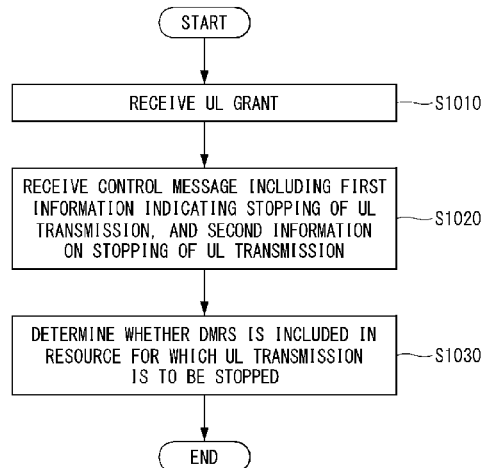 START
RECEIVE UL GRANT
S1010
RECEIVE CONTROL MESSAGE INCLUDING FIRST
INFORMATION INDICATING STOPPING OF UL
TRANSMISSION, AND SECOND INFORMATION
ON STOPPING OF UL TRANSMISSION
S1020
DETERMINE WHETHER DMRS IS INCLUDED IN
RESOURCE FOR WHICH UL TRANSMISSION
IS TO BE STOPPED
S1030
END